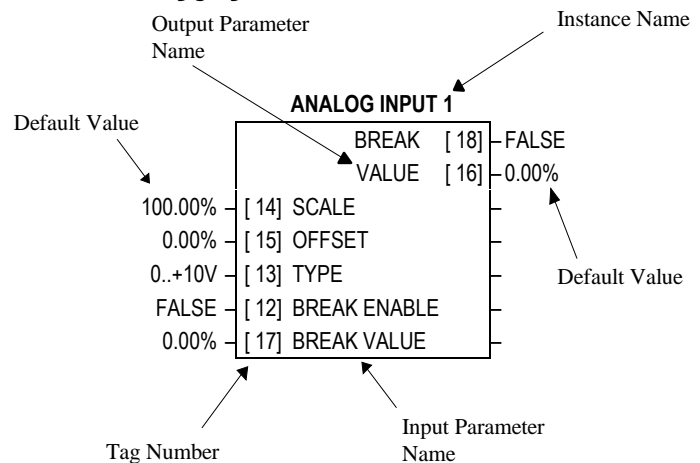 Output Parameter
Name
Instance Name
ANALOG INPUT 1
Default Value
BREAK [ 18] FALSE
VALUE [ 16] 0.00%
100.00% [ 14] SCALE
0.00% [ 15] OFFSET
0..+10V [ 13] TYPE
Default Value
FALSE [ 12] BREAK ENABLE
0.00% [ 17] BREAK VALUE
Input Parameter
Name
Tag Number